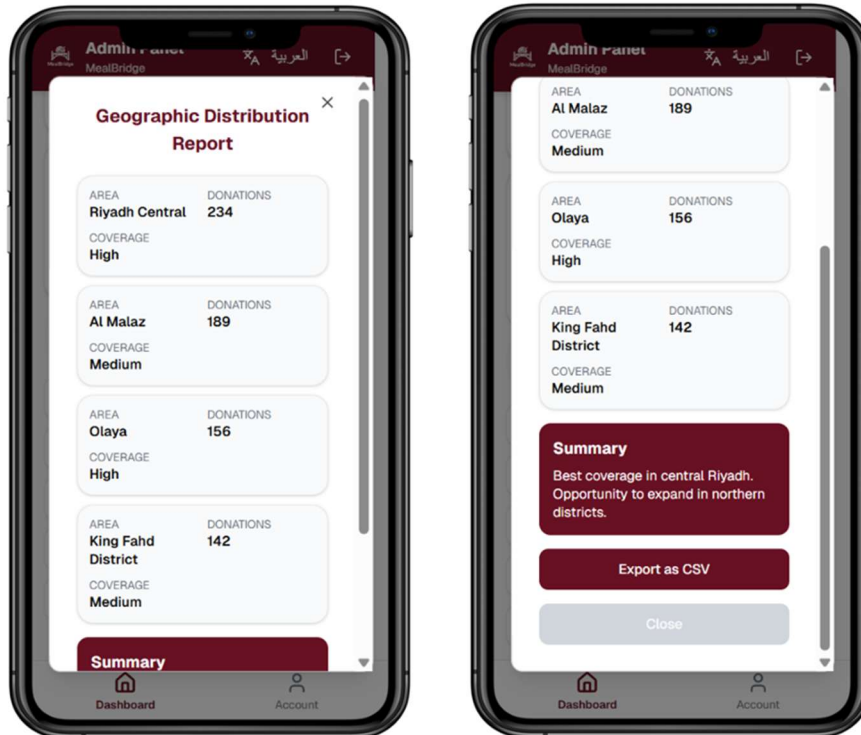 Admin Panel
MealBridge
العربية
Geographic Distribution
Report
AREA DONATIONS
Riyadh Central 234
COVERAGE
High
AREA DONATIONS
Al Malaz 189
COVERAGE
Medium
AREA DONATIONS
Olaya 156
COVERAGE
High
AREA DONATIONS
King Fahd 142
District
COVERAGE
Medium
Summary
Dashboard Account
Admin Panel
MealBridge
العربية
AREA DONATIONS
Al Malaz 189
COVERAGE
Medium
AREA DONATIONS
Olaya 156
COVERAGE
High
AREA DONATIONS
King Fahd 142
District
COVERAGE
Medium
Summary
Best coverage in central Riyadh.
Opportunity to expand in northern
districts.
Export as CSV
Close
Dashboard Account